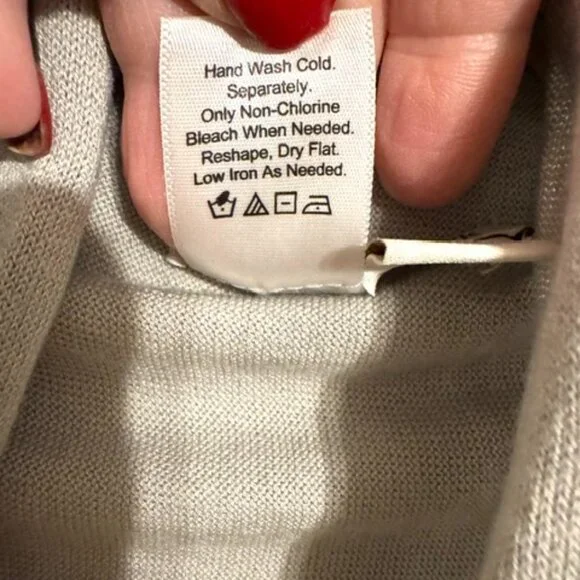 Hand Wash Cold.
Separately.
Only Non-Chlorine
Bleach When Needed.
Reshape, Dry Flat.
Low Iron As Needed.